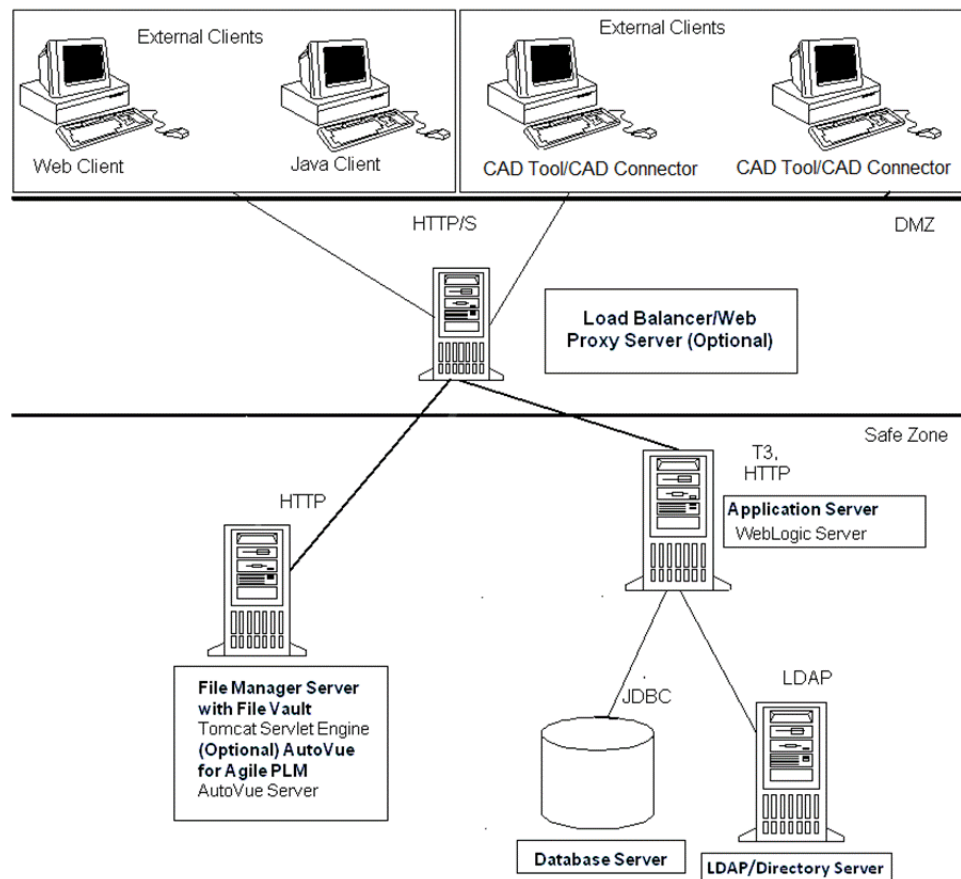 External Clients
External Clients
Web Client
Java Client
CAD Tool/CAD Connector
CAD Tool/CAD Connector
HTTP/S
DMZ
Load Balancer/Web
Proxy Server (Optional)
Safe Zone
T3,
HTTP
HTTP
Application Server
WebLogic Server
File Manager Server
with File Vault
Tomcat Servlet Engine
(Optional) AutoVue
for Agile PLM
AutoVue Server
JDBC
LDAP
Database Server
LDAP/Directory Server